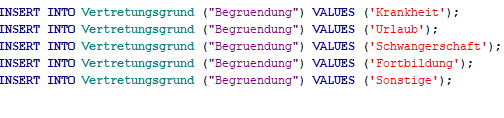 INSERT INTO Vertretungsgrund ("Begruendung") VALUES ('Krankheit');
INSERT INTO Vertretungsgrund ("Begruendung") VALUES ('Urlaub');
INSERT INTO Vertretungsgrund ("Begruendung") VALUES ('Schwangerschaft');
INSERT INTO Vertretungsgrund ("Begruendung") VALUES ('Fortbildung');
INSERT INTO Vertretungsgrund ("Begruendung") VALUES ('Sonstige');